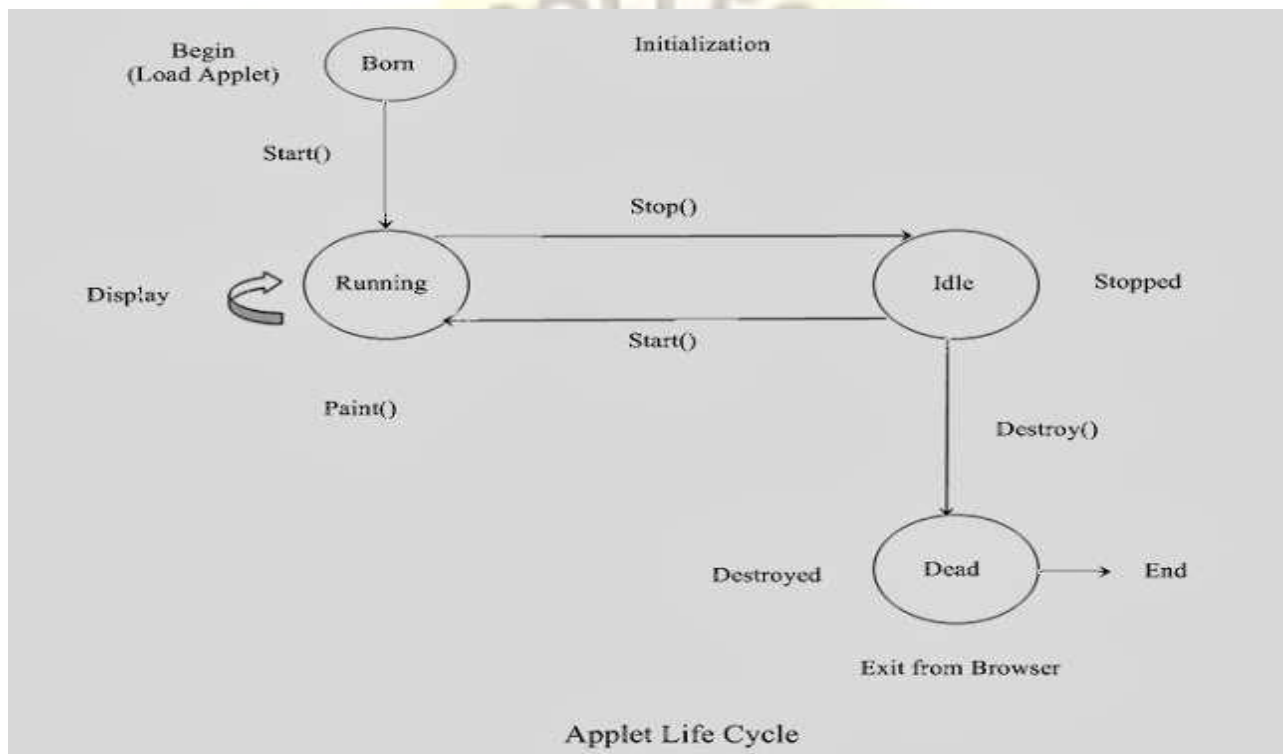 Begin
(Load Applet)
Born
Initialization
Start()
Stop()
Display
Running
Idle
Stopped
Start()
Paint()
Destroy()
Destroyed
Dead
End
Exit from Browser
Applet Life Cycle